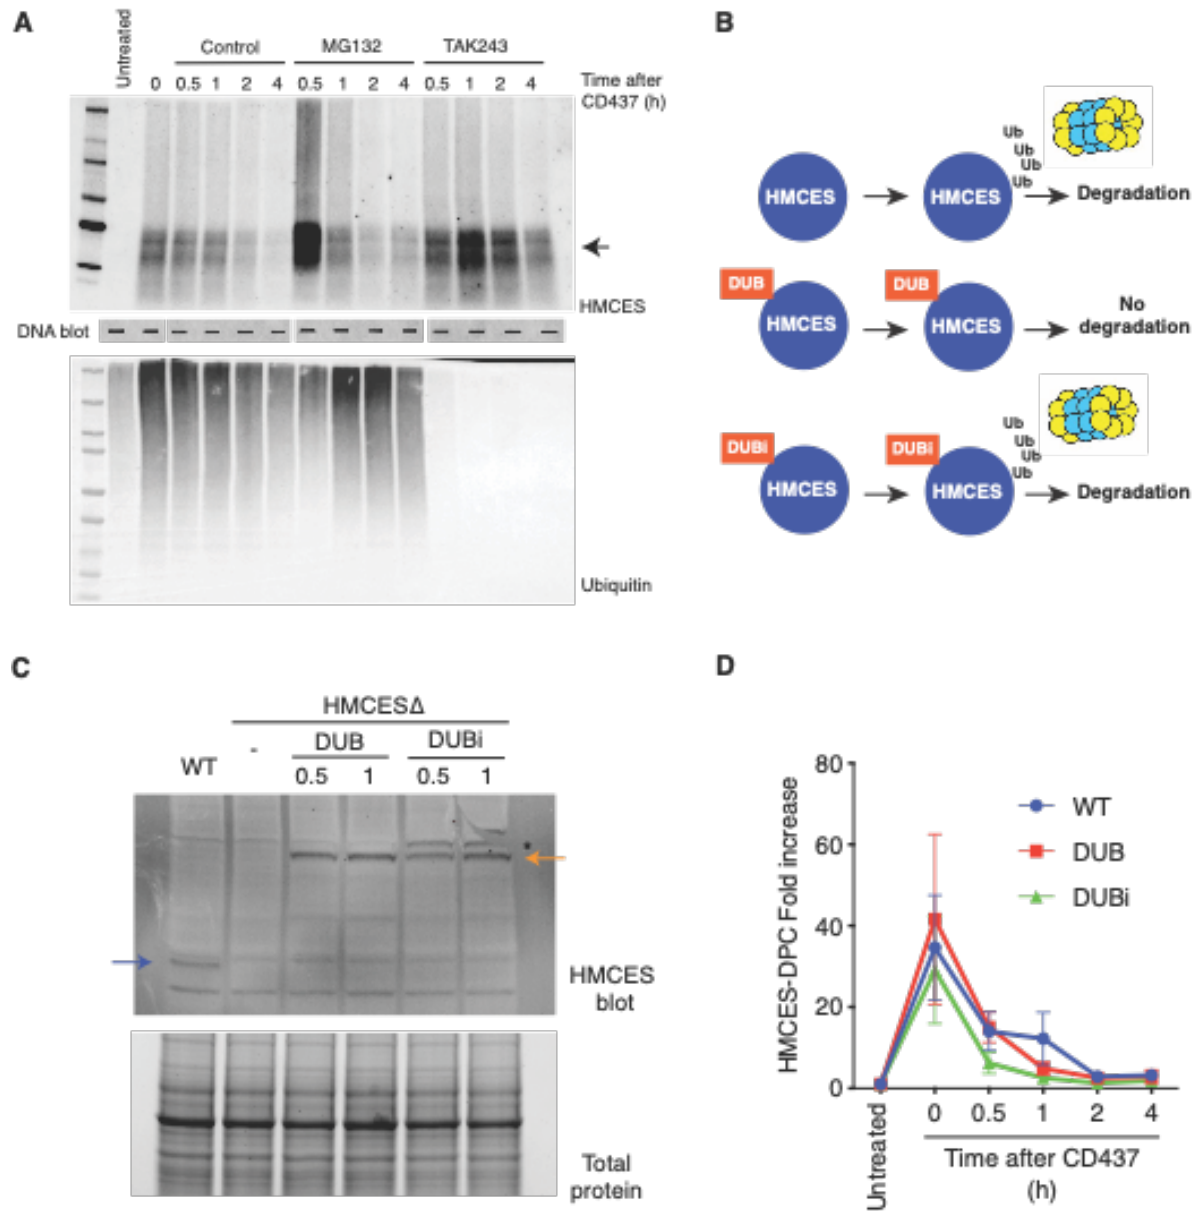 A
Untreated
Control
MG132
TAK243
0 0.5 1 2 4 0.5 1 2 4 0.5 1 2 4
Time after
CD437 (h)
HMCES
DNA blot
Ubiquitin
B
HMCES
HMCES
Ub
Ub
Ub
Ub
Degradation
DUB
HMCES
DUB
HMCES
No
degradation
DUBi
HMCES
DUBi
HMCES
Ub
Ub
Ub
Ub
Degradation
C
HMCESΔ
WT
-
DUB
DUBi
0.5 1 0.5 1
HMCES
blot
Total
protein
D
HMCES-DPC Fold increase
80
60
40
20
0
WT
DUB
DUBi
Untreated
0 0.5 1 2 4
Time after CD437
(h)